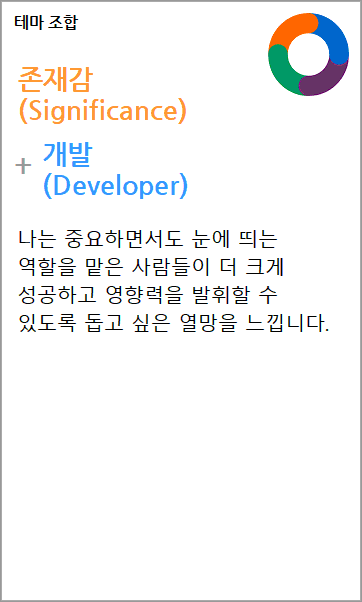 테마 조합
존재감
(Significance)
+ 개발
(Developer)
나는 중요하면서도 눈에 띄는
역할을 맡은 사람들이 더 크게
성공하고 영향력을 발휘할 수
있도록 돕고 싶은 열망을 느낍니다.